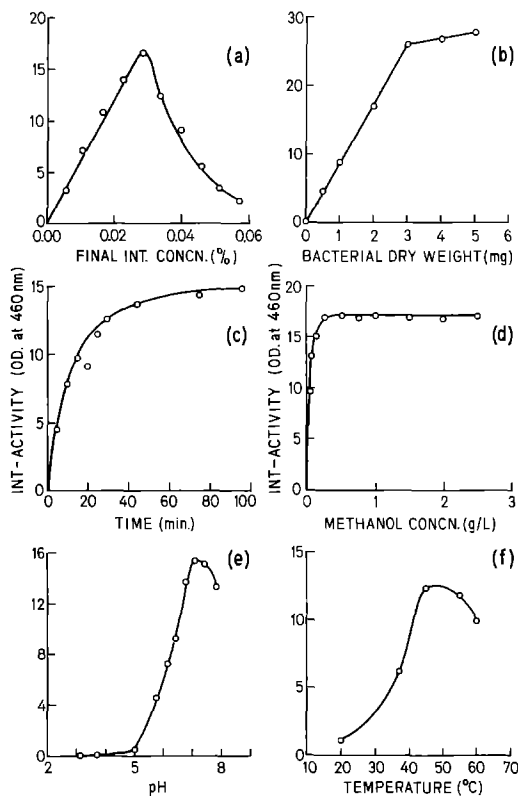 20
15
10
5
0
(a)
0.00 0.02 0.04 0.06
FINAL INT. CONCN.(%)
30
20
10
0
(b)
0 1 2 3 4 5 6
BACTERIAL DRY WEIGHT(mg)
INT-ACTIVITY (OD. at 460nm)
15
10
5
0
(c)
0 20 40 60 80 100
TIME (min.)
INT-ACTIVITY (OD. at 460nm)
20
15
10
5
0
(d)
0 1 2 3
METHANOL CONCN.(g/L)
16
12
8
4
0
(e)
2 5 8
pH
20
15
10
5
0
(f)
10 20 30 40 50 60 70
TEMPERATURE (°C)